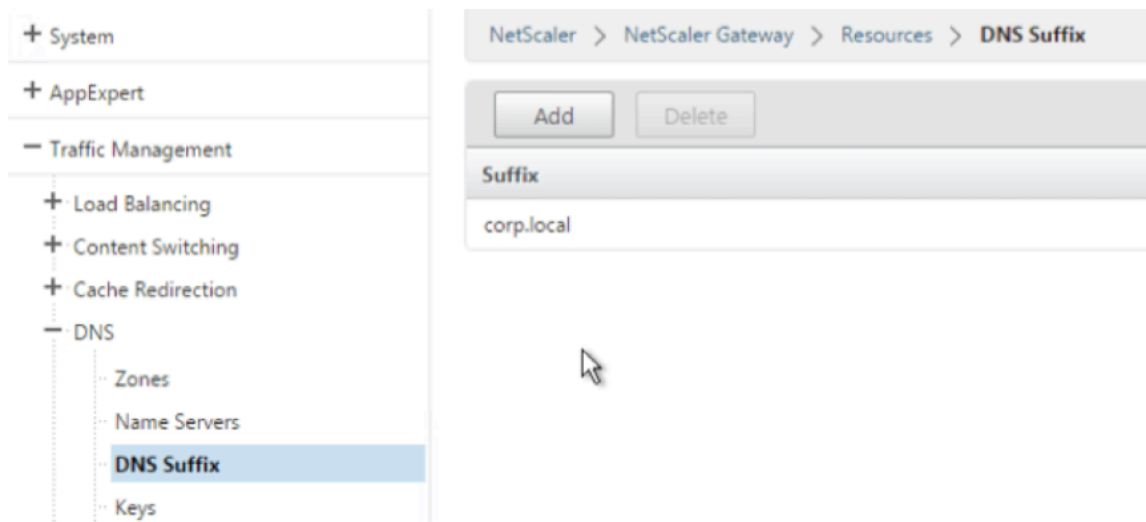 System
AppExpert
Traffic Management
Load Balancing
Content Switching
Cache Redirection
DNS
Zones
Name Servers
DNS Suffix
Keys
NetScaler > NetScaler Gateway > Resources > DNS Suffix
Add Delete
Suffix
corp.local